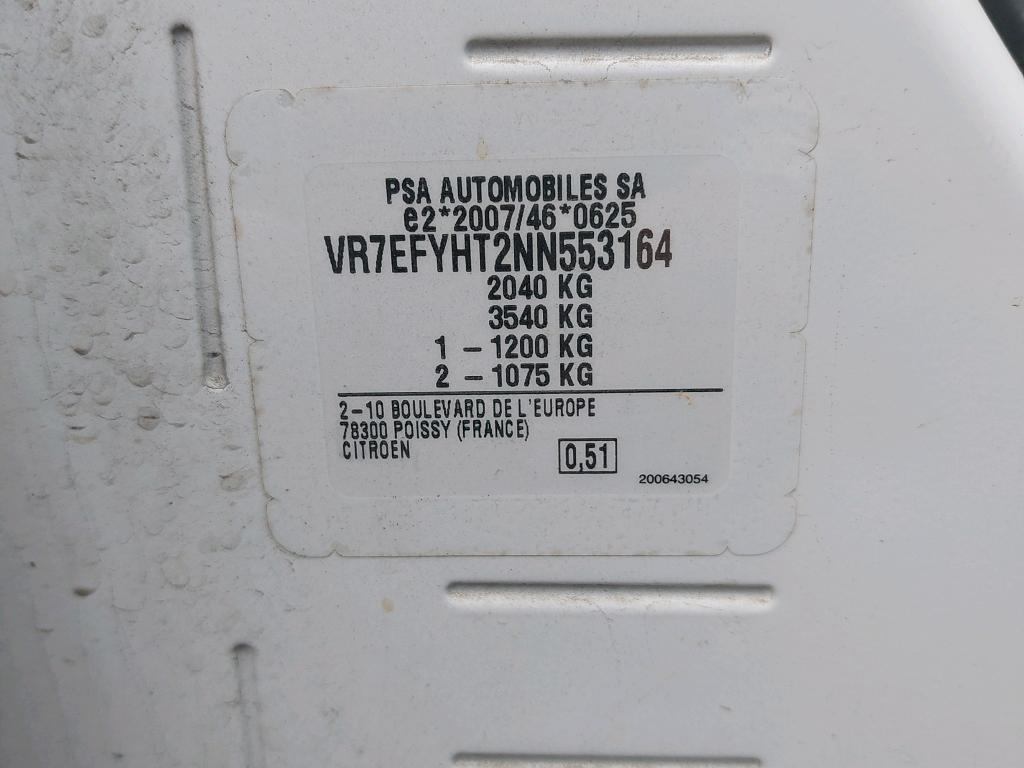 PSA AUTOMOBILES SA
e2*2007/46*0625
VR7EFYHT2NN553164
2040 KG
3540 KG
1 - 1200 KG
2 - 1075 KG
2-10 BOULEVARD DE L'EUROPE
78300 POISSY (FRANCE)
CITROEN
0,51
200643054